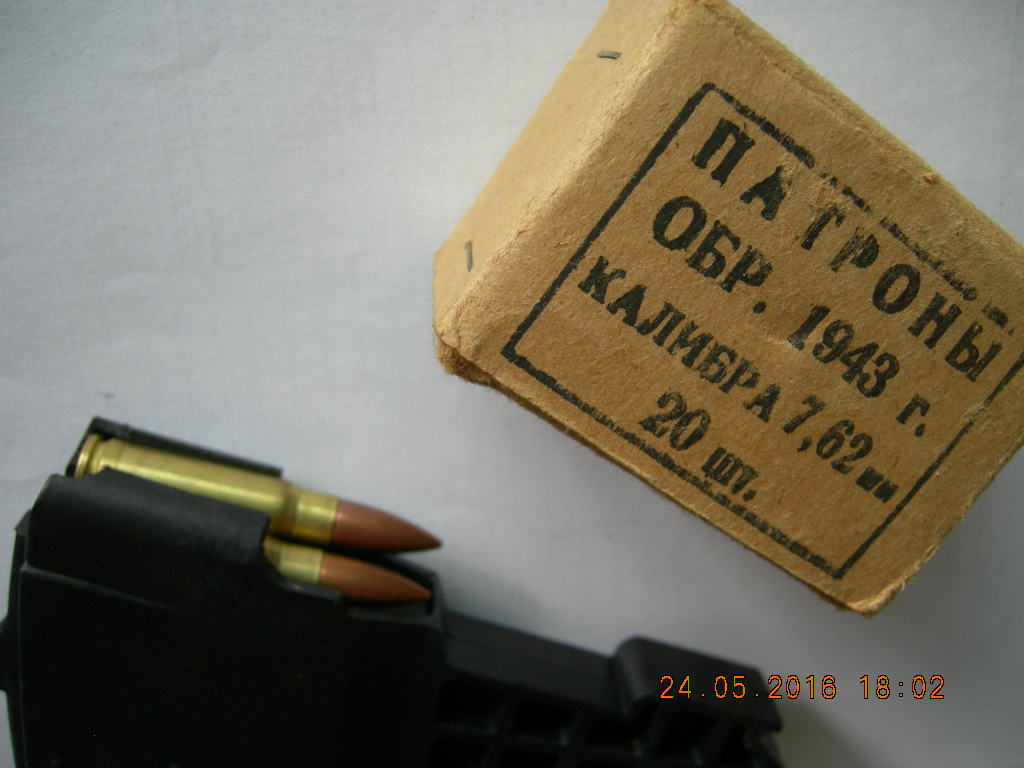 ПАТРОНЫ
ОБР. 1943 г.
КАЛИБРА 7,62 мм
20 шт.
24.05.2016 18:02